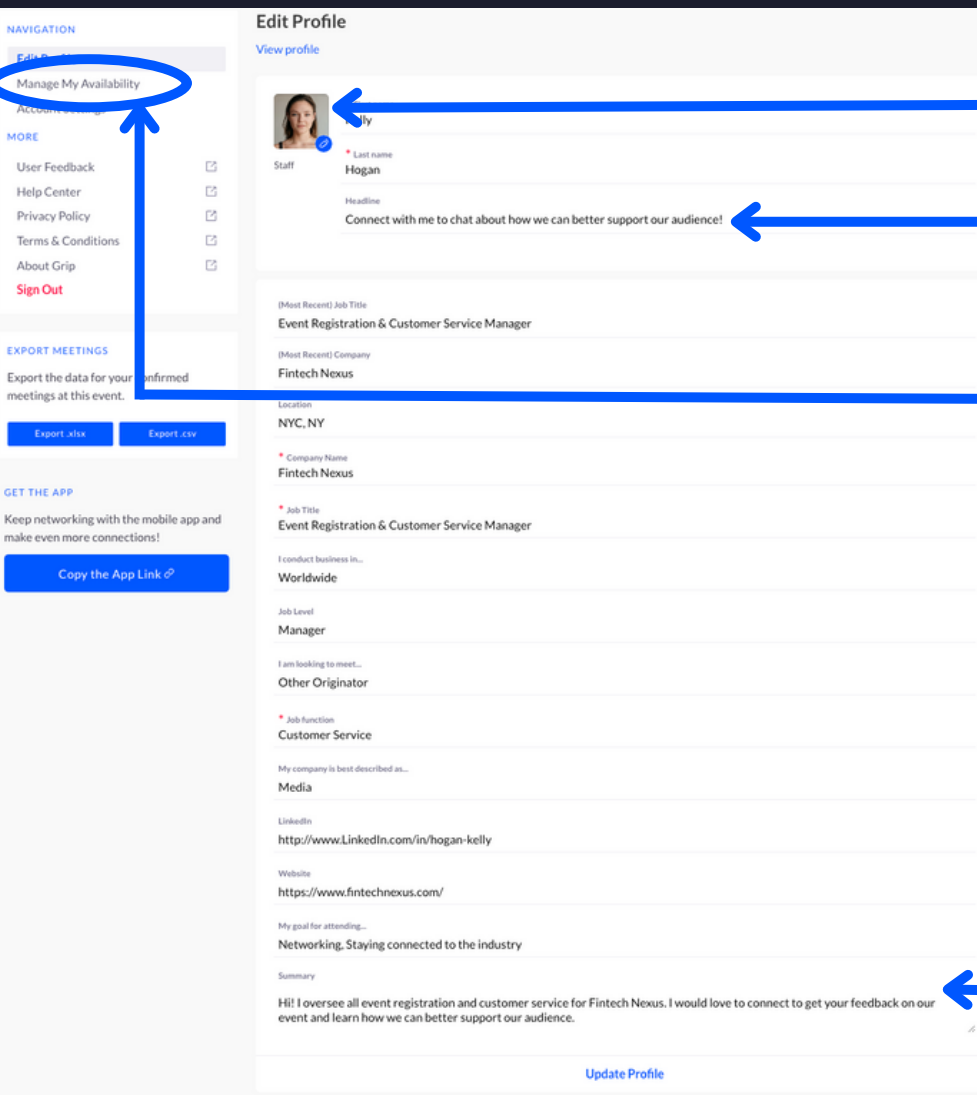 NAVIGATION
Manage My Availability
MORE
User Feedback
Help Center
Privacy Policy
Terms & Conditions
About Grip
Sign Out
EXPORT MEETINGS
Export the data for your confirmed
meetings at this event.
Export .xlsx
Export .csv
GET THE APP
Keep networking with the mobile app and
make even more connections!
Copy the App Link
Edit Profile
View profile
Staff
* Last name
Hogan
Headline
Connect with me to chat about how we can better support our audience!
(Most Recent) Job Title
Event Registration & Customer Service Manager
(Most Recent) Company
Fintech Nexus
Location
NYC, NY
* Company Name
Fintech Nexus
* Job Title
Event Registration & Customer Service Manager
I conduct business in...
Worldwide
Job Level
Manager
I am looking to meet...
Other Originator
* Job function
Customer Service
My company is best described as...
Media
LinkedIn
http://www.LinkedIn.com/in/hogan-kelly
Website
https://www.fintechnexus.com/
My goal for attending...
Networking, Staying connected to the industry
Summary
Hi! I oversee all event registration and customer service for Fintech Nexus. I would love to connect to get your feedback on our
event and learn how we can better support our audience.
Update Profile